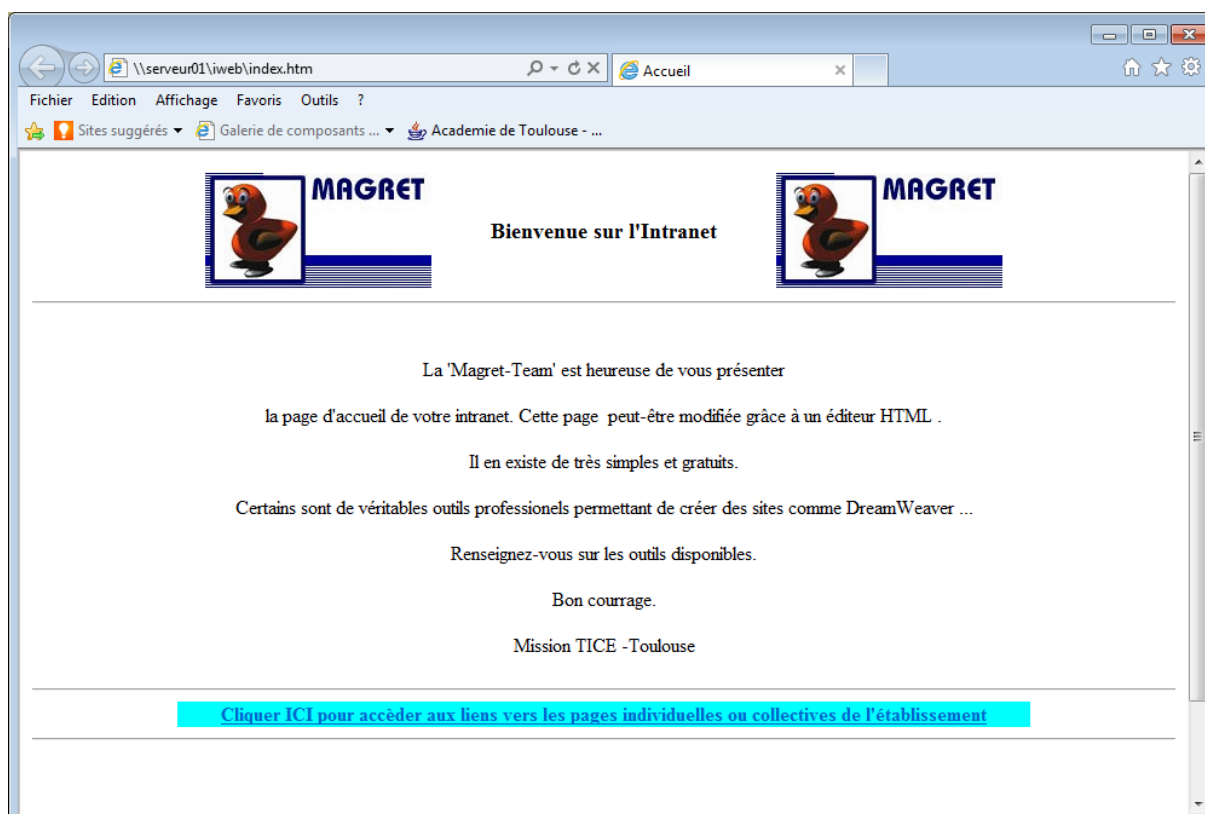 \\serveur01\iweb\index.htm
Accueil
Fichier Edition Affichage Favoris Outils ?
Sites suggérés Galerie de composants ... Academie de Toulouse - ...
MAGRET
Bienvenue sur l'Intranet
MAGRET
La 'Magret-Team' est heureuse de vous présenter
la page d'accueil de votre intranet. Cette page peut-être modifiée grâce à un éditeur HTML .
Il en existe de très simples et gratuits.
Certains sont de véritables outils professionels permettant de créer des sites comme DreamWeaver ...
Renseignez-vous sur les outils disponibles.
Bon courrage.
Mission TICE -Toulouse
Cliquer ICI pour accèder aux liens vers les pages individuelles ou collectives de l'établissement